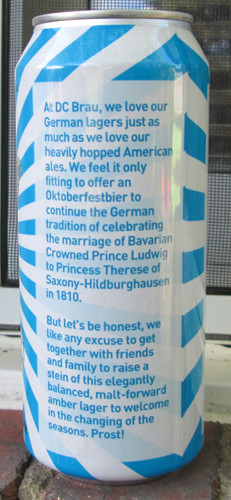 At DC Brau, we love our
German lagers just as
much as we love our
heavily hopped American
ales. We feel it only
fitting to offer an
Oktoberfestbier to
continue the German
tradition of celebrating
the marriage of Bavarian
Crowned Prince Ludwig
to Princess Therese of
Saxony-Hildburghausen
in 1810.
But let's be honest, we
like any excuse to get
together with friends
and family to raise a
stein of this elegantly
balanced, malt-forward
amber lager to welcome
in the changing of the
seasons. Prost!